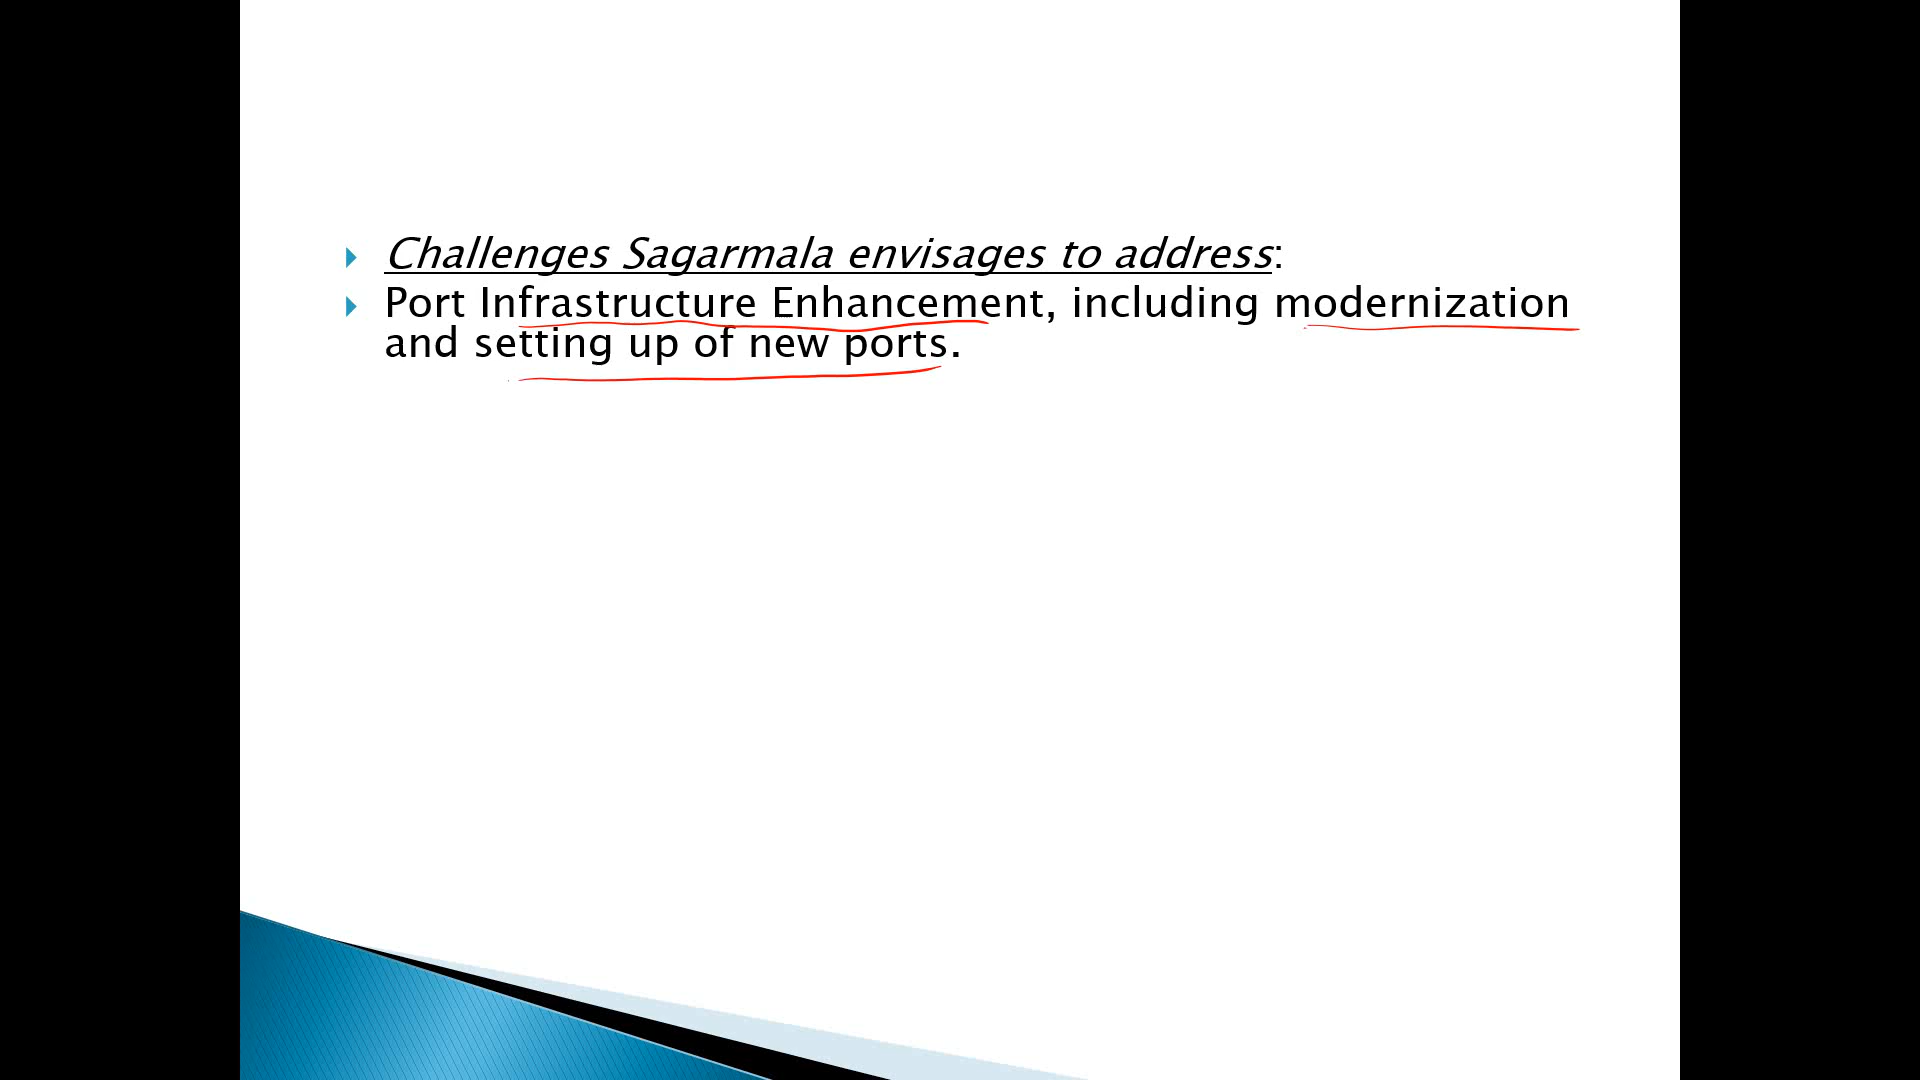 Challenges Sagarmala envisages to address:
Port Infrastructure Enhancement, including modernization
and setting up of new ports.